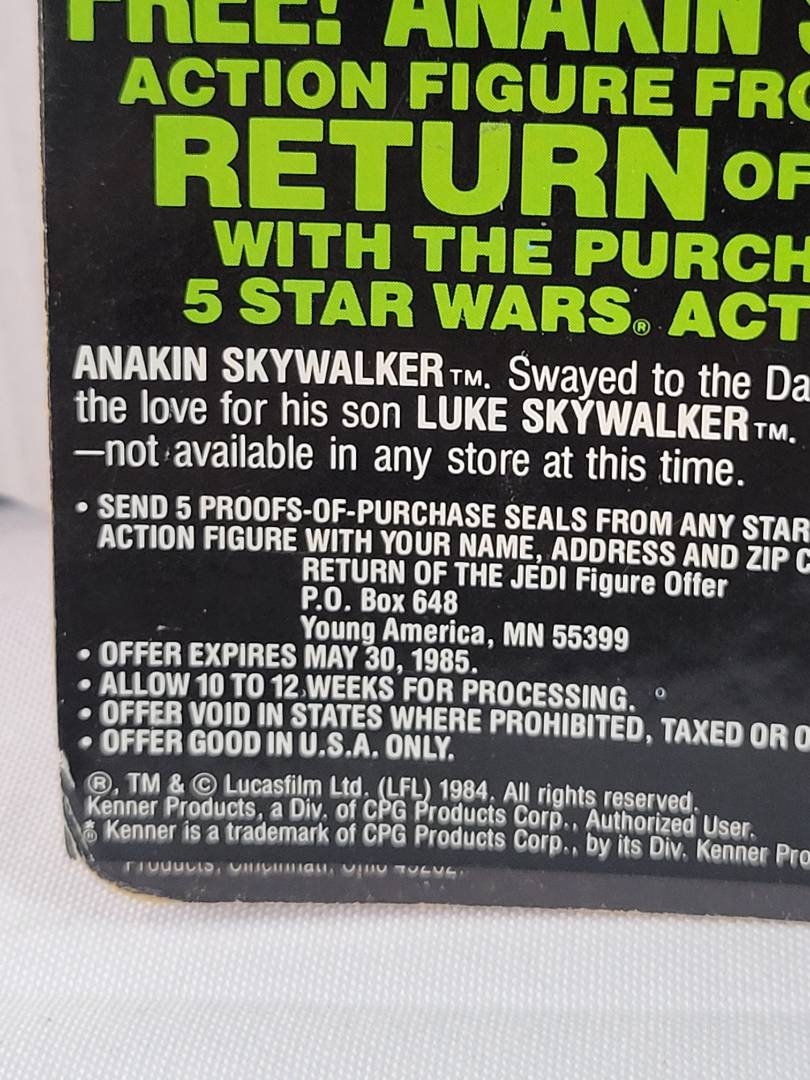 FREE! ANAKIN
ACTION FIGURE FRO
RETURN OF
WITH THE PURCH
5 STAR WARS® ACT
ANAKIN SKYWALKER™. Swayed to the Da
the love for his son LUKE SKYWALKER™.
—not available in any store at this time.
• SEND 5 PROOFS-OF-PURCHASE SEALS FROM ANY STAR
ACTION FIGURE WITH YOUR NAME, ADDRESS AND ZIP C
RETURN OF THE JEDI Figure Offer
P.O. Box 648
Young America, MN 55399
• OFFER EXPIRES MAY 30, 1985.
• ALLOW 10 TO 12 WEEKS FOR PROCESSING.
• OFFER VOID IN STATES WHERE PROHIBITED, TAXED OR O
• OFFER GOOD IN U.S.A. ONLY.
®, TM & © Lucasfilm Ltd. (LFL) 1984. All rights reserved.
Kenner Products, a Div. of CPG Products Corp., Authorized User.
* Kenner is a trademark of CPG Products Corp., by its Div. Kenner Pro
Products, Cincinnati, Ohio 45202.